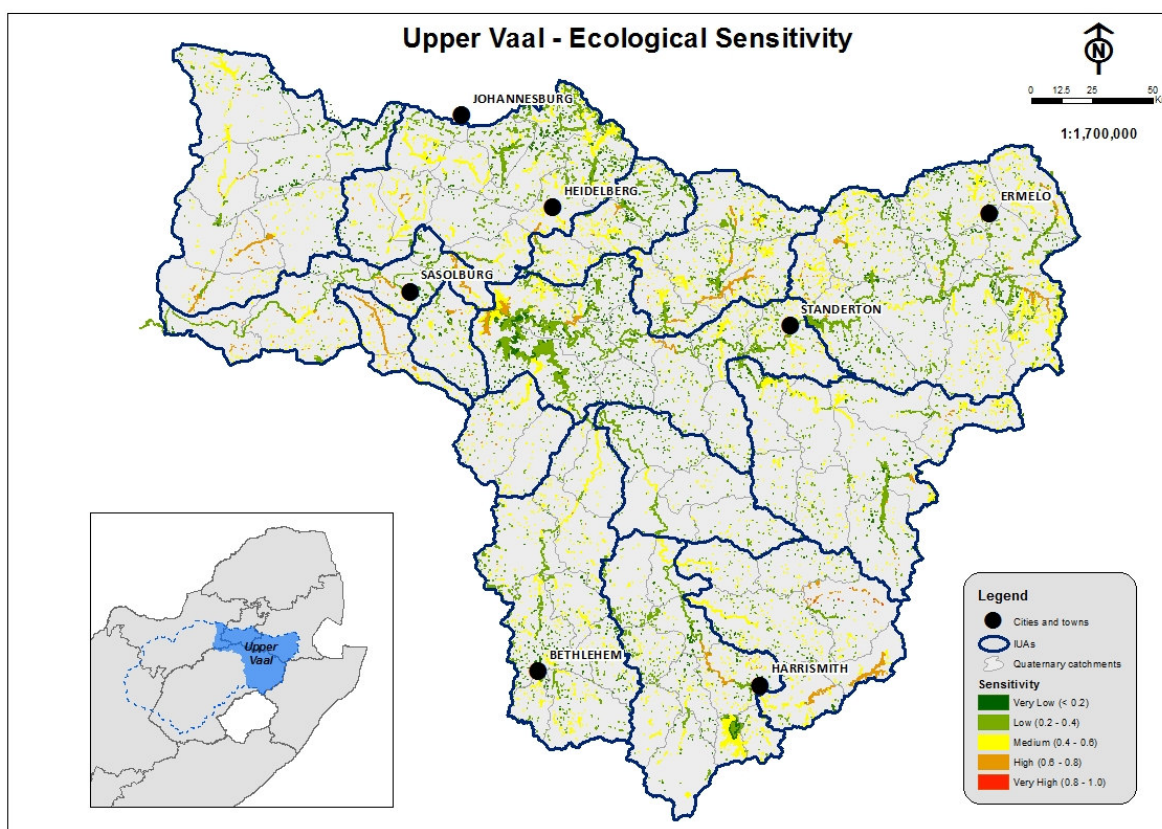 Upper Vaal - Ecological Sensitivity
N
0 12.5 25 50
K
1:1,700,000
JOHANNESBURG
HEIDELBERG
ERMELO
SASOLBURG
STANDERTON
BETHLEHEM
HARRISMITH
Upper
Vaal
Legend
Cities and towns
IUAs
Quaternary catchments
Sensitivity
Very Low (< 0.2)
Low (0.2 - 0.4)
Medium (0.4 - 0.6)
High (0.6 - 0.8)
Very High (0.8 - 1.0)